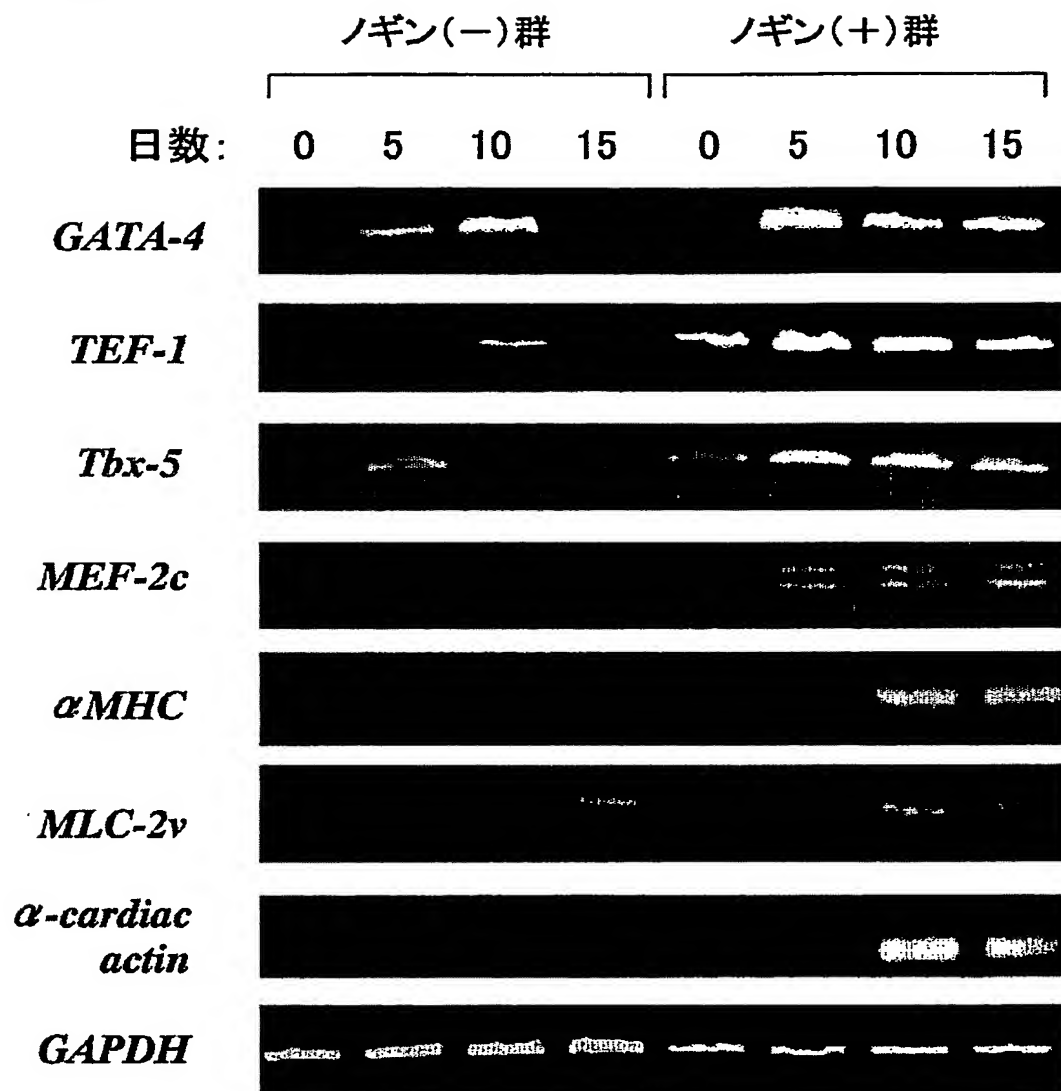 ノギン(－)群 ノギン(＋)群
日数: 0 5 10 15 0 5 10 15
GATA-4
TEF-1
Tbx-5
MEF-2c
αMHC
MLC-2v
α-cardiac
actin
GAPDH